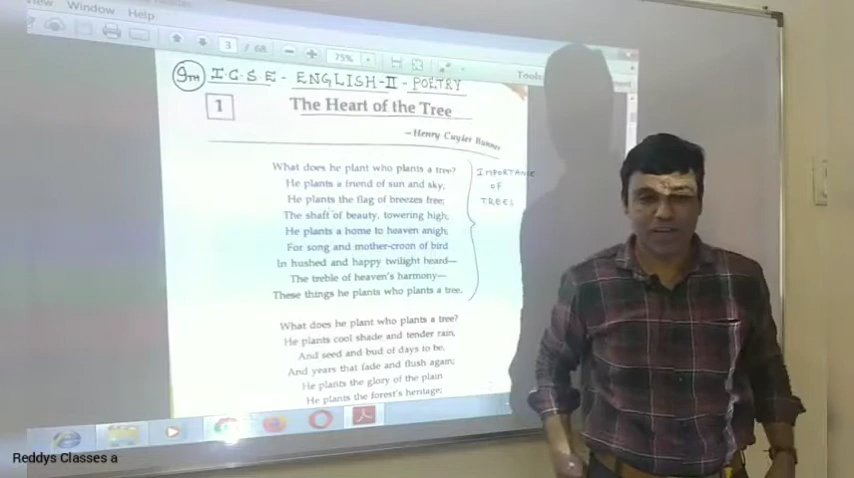 View Window Help
3 / 68
75%
Tools
9TH I.C.S.E - ENGLISH-II - POETRY
1
The Heart of the Tree
–Henry Cuyler Bunner
What does he plant who plants a tree?
He plants a friend of sun and sky;
He plants the flag of breezes free;
The shaft of beauty, towering high;
He plants a home to heaven anigh;
For song and mother-croon of bird
In hushed and happy twilight heard—
The treble of heaven's harmony—
These things he plants who plants a tree.
IMPORTANCE
OF
TREES
What does he plant who plants a tree?
He plants cool shade and tender rain,
And seed and bud of days to be,
And years that fade and flush again;
He plants the glory of the plain
He plants the forest's heritage;
Reddys Classes a